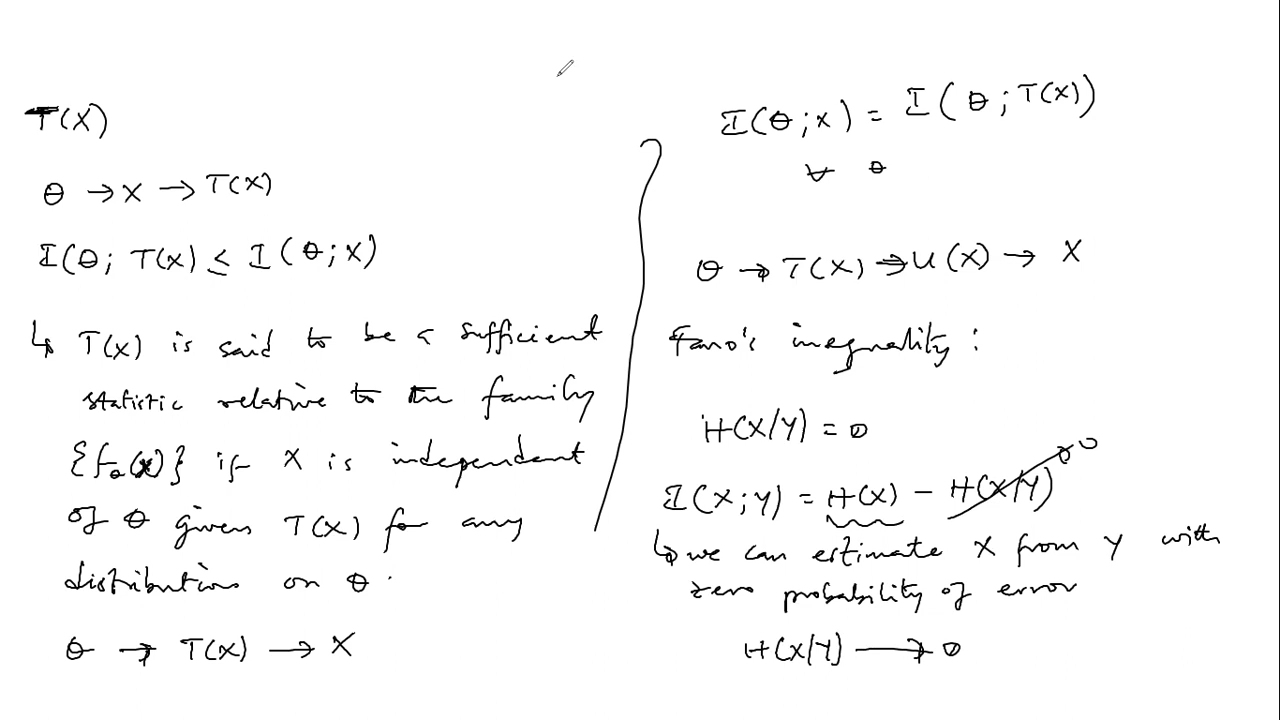 T(X)
θ → X → T(X)
I(θ; T(X) ≤ I(θ; X)
↳ T(X) is said to be a sufficient
statistic relative to the family
{f_θ(x)} if X is independent
of θ given T(X) for any
distribution on θ.
θ → T(X) → X
I(θ; X) = I(θ; T(X))
∀ θ
θ → T(X) → U(X) → X
Fano's inequality:
H(X/Y) = 0
I(X; Y) = H(X) − H(X/Y) 0
↳ we can estimate X from Y with
zero probability of error
H(X/Y) → 0